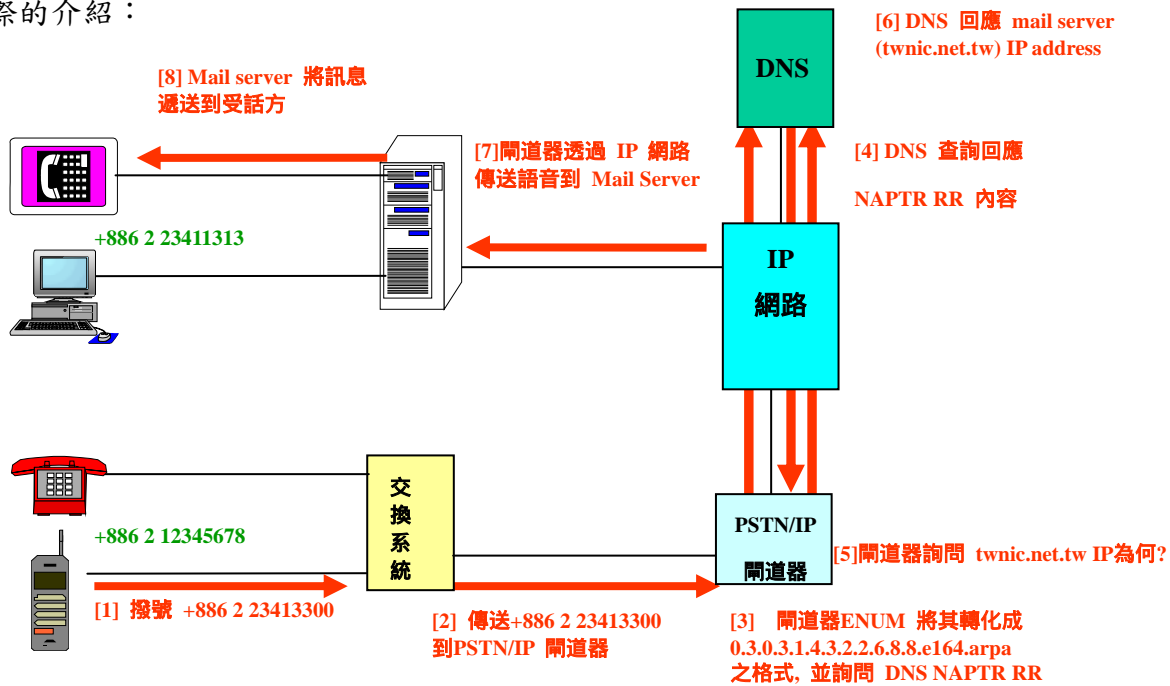 際的介紹：
[6] DNS 回應 mail server
(twnic.net.tw) IP address
DNS
[8] Mail server 將訊息
遞送到受話方
[7]閘道器透過 IP 網路
傳送語音到 Mail Server
[4] DNS 查詢回應
NAPTR RR 內容
+886 2 23411313
IP
網路
交
換
系
統
+886 2 12345678
PSTN/IP
閘道器
[5]閘道器詢問 twnic.net.tw IP為何?
[1] 撥號 +886 2 23413300
[2] 傳送+886 2 23413300
到PSTN/IP 閘道器
[3] 閘道器ENUM 將其轉化成
0.3.0.3.1.4.3.2.2.6.8.8.e164.arpa
之格式, 並詢問 DNS NAPTR RR